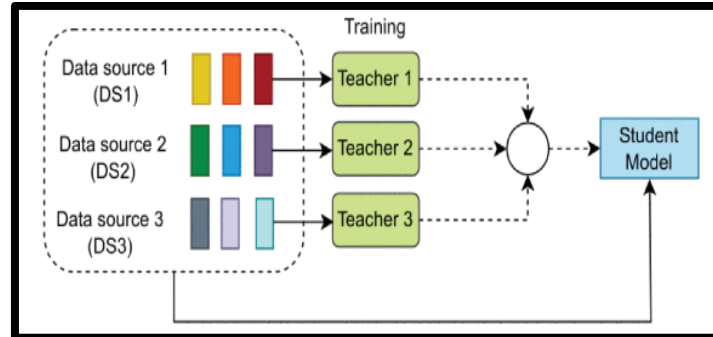 Training
Data source 1
(DS1)
Teacher 1
Data source 2
(DS2)
Teacher 2
Student
Model
Data source 3
(DS3)
Teacher 3